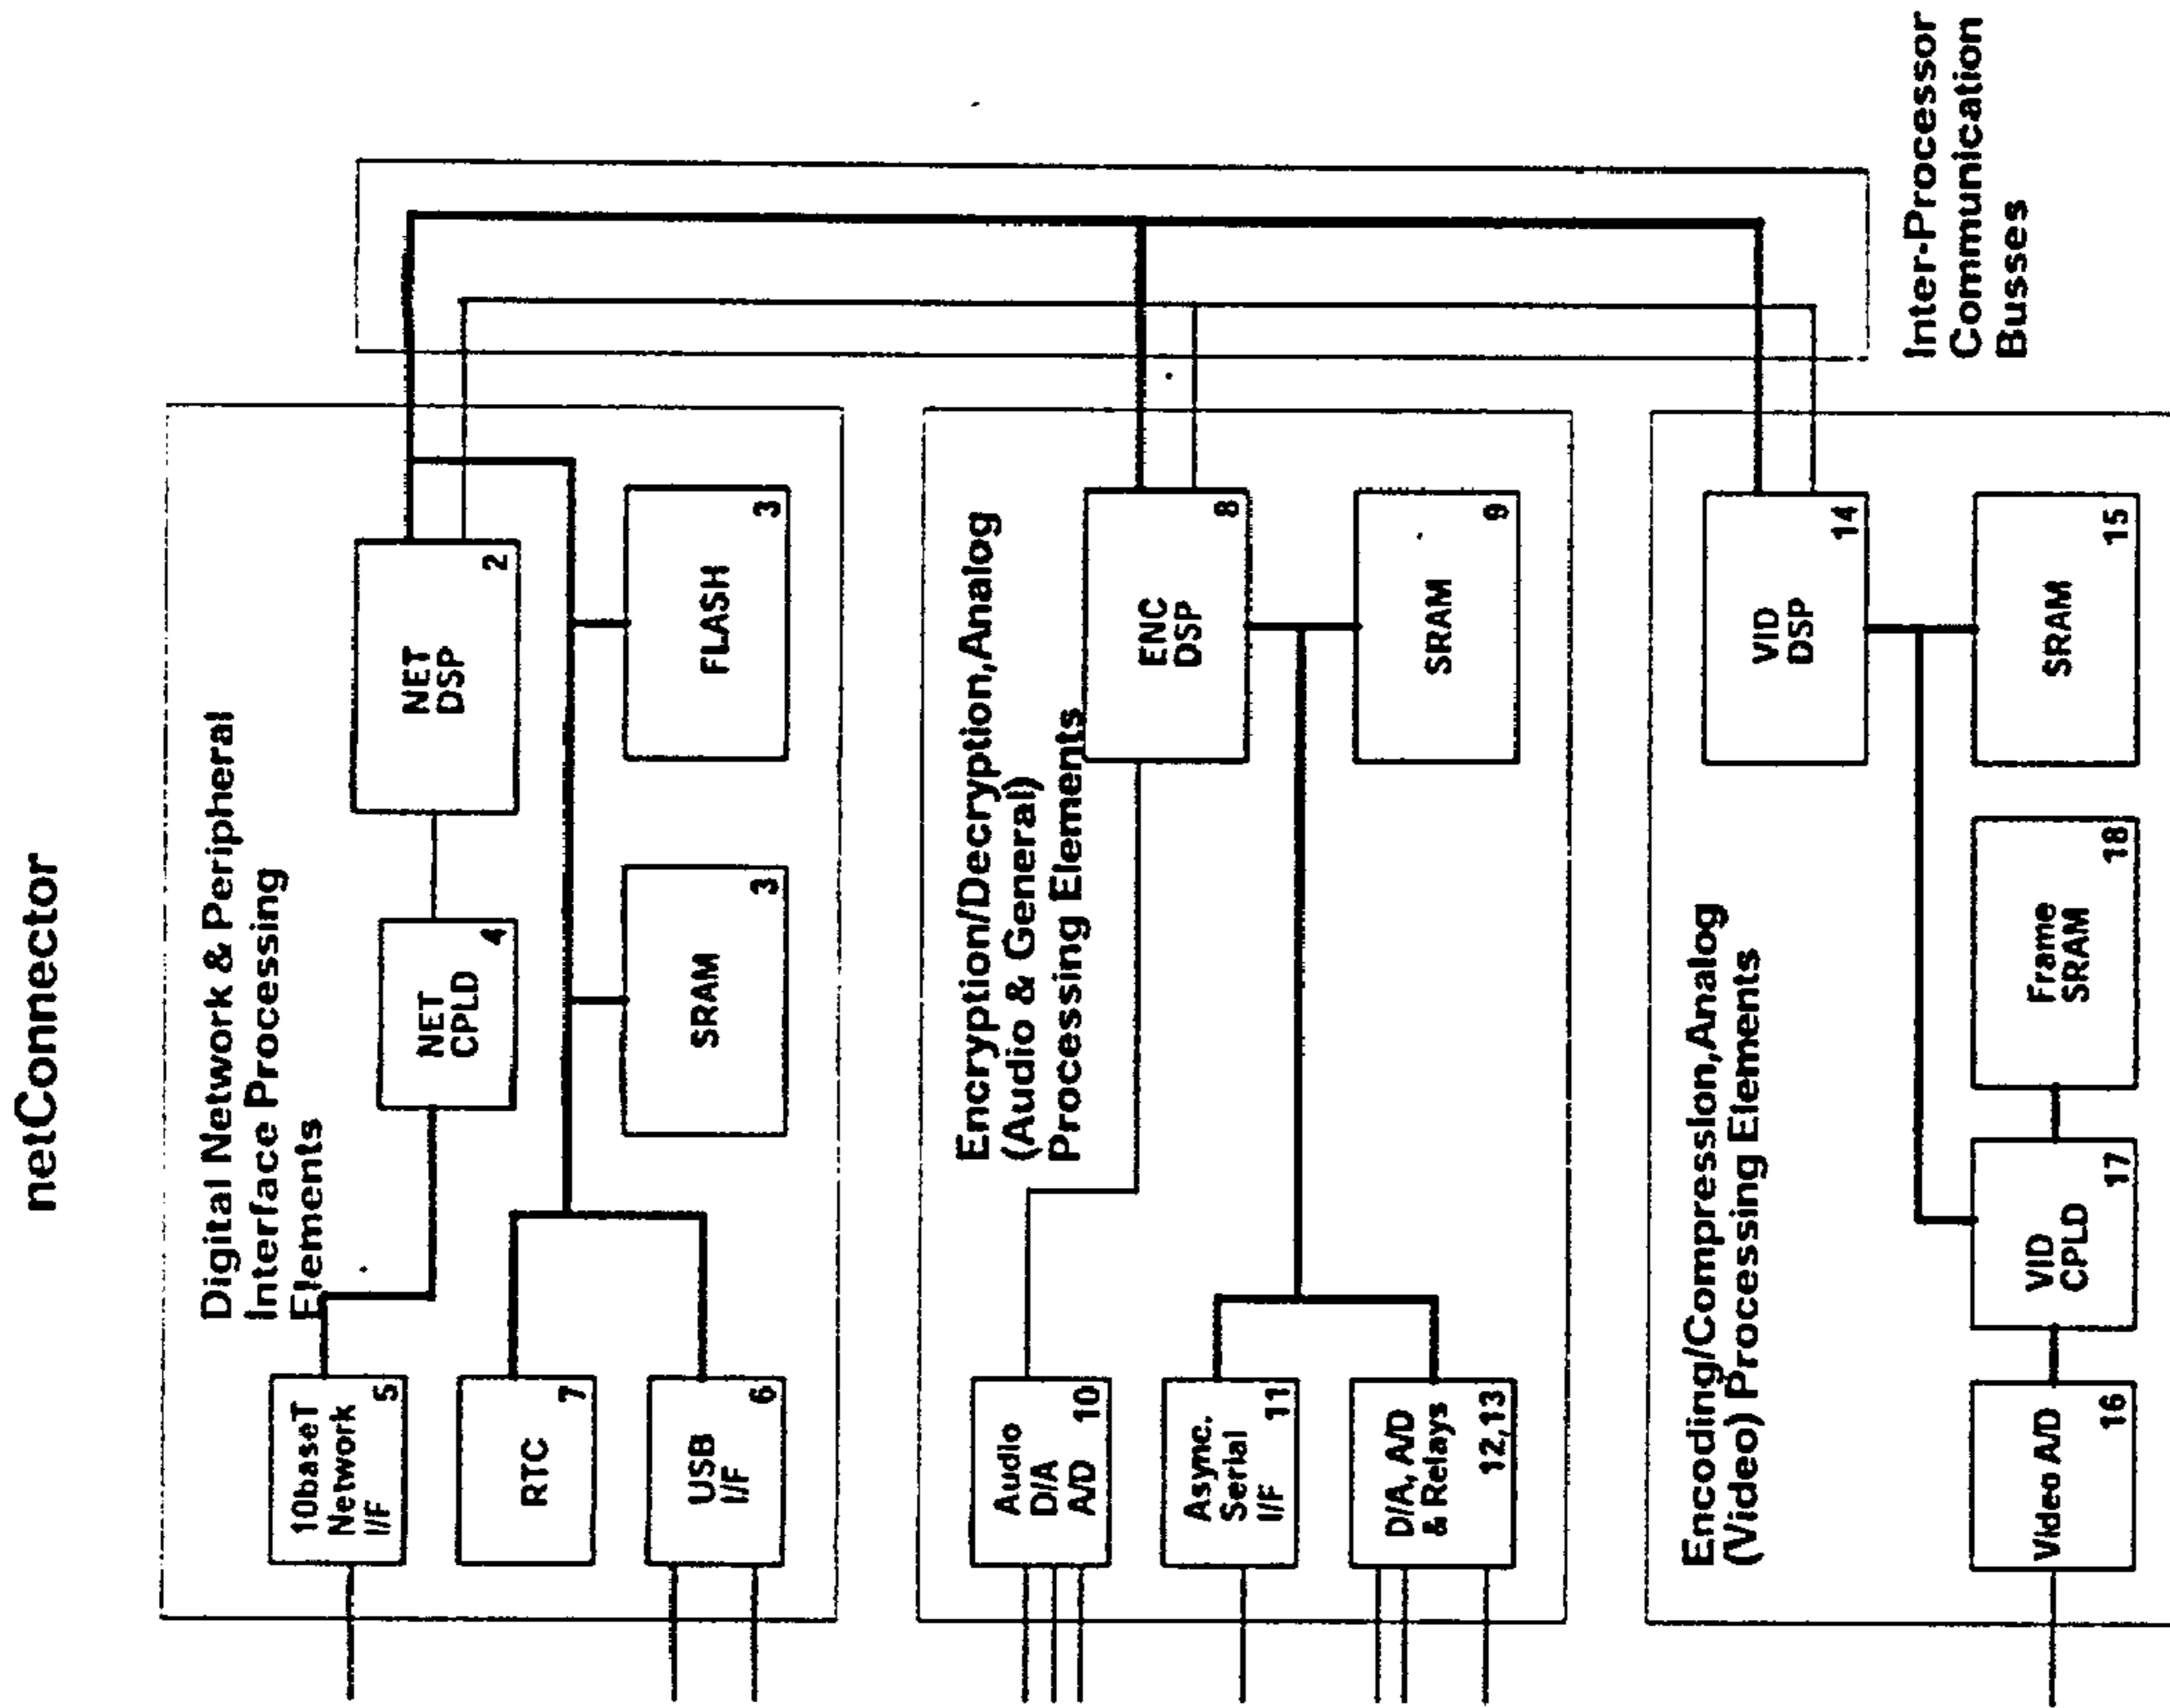 netConnector
Digital Network & Peripheral
Interface Processing
Elements
10baseT
Network
I/F
5
NET
CPLD
4
NET
DSP
2
RTC
7
USB
I/F
6
SRAM
3
FLASH
3
Encryption/Decryption,Analog
(Audio & General)
Processing Elements
Audio
D/A
A/D
10
ENC
DSP
8
Async.
Serial
I/F
11
D/A, A/D
& Relays
12,13
SRAM
9
Encoding/Compression,Analog
(Video) Processing Elements
VID
DSP
14
Video A/D
16
VID
CPLD
17
Frame
SRAM
18
SRAM
15
Inter-Processor
Communication
Busses